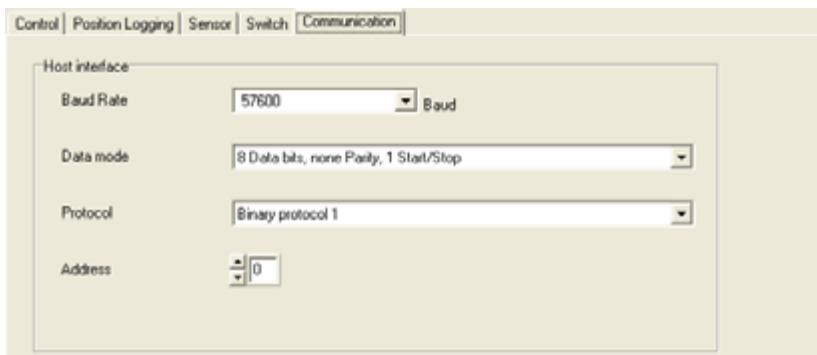 Control Position Logging Sensor Switch Communication
Host interface
Baud Rate 57600 Baud
Data mode 8 Data bits, none Parity, 1 Start/Stop
Protocol Binary protocol 1
Address 0